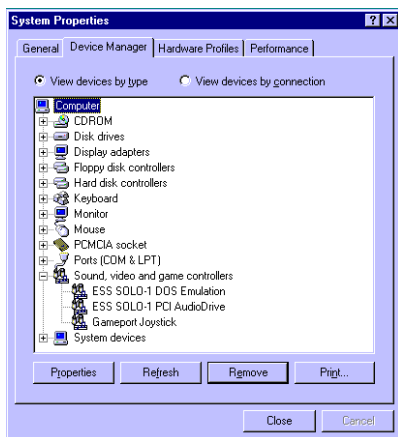 System Properties
General Device Manager Hardware Profiles Performance
View devices by type View devices by connection
Computer
CDROM
Disk drives
Display adapters
Floppy disk controllers
Hard disk controllers
Keyboard
Monitor
Mouse
PCMCIA socket
Ports (COM & LPT)
Sound, video and game controllers
ESS SOLO-1 DOS Emulation
ESS SOLO-1 PCI AudioDrive
Gameport Joystick
System devices
Properties Refresh Remove Print...
Close Cancel